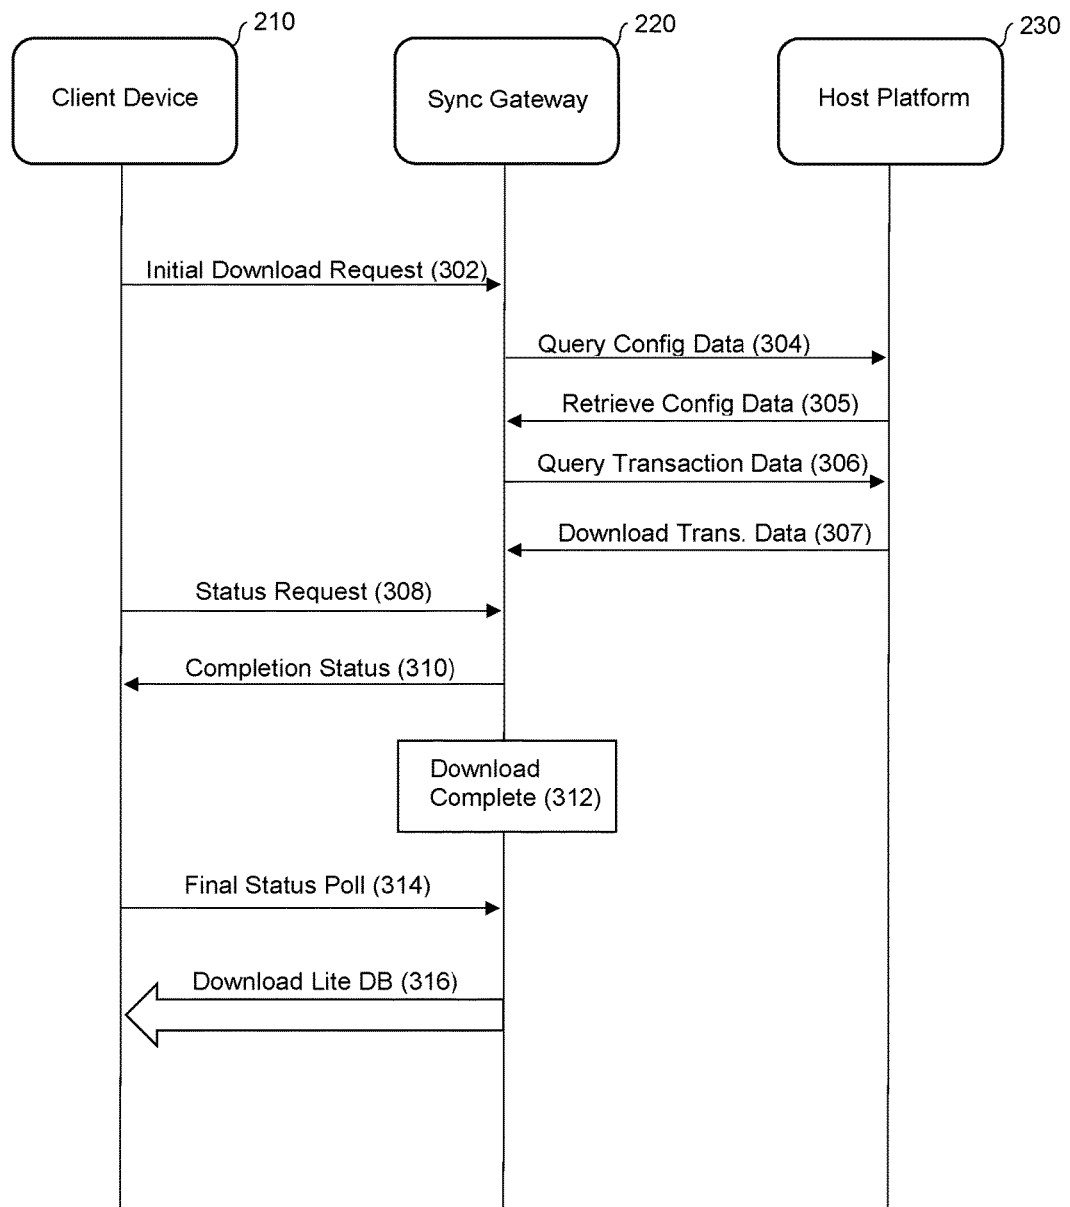 210
220
230
Client Device
Sync Gateway
Host Platform
Initial Download Request (302)
Query Config Data (304)
Retrieve Config Data (305)
Query Transaction Data (306)
Download Trans. Data (307)
Status Request (308)
Completion Status (310)
Download
Complete (312)
Final Status Poll (314)
Download Lite DB (316)